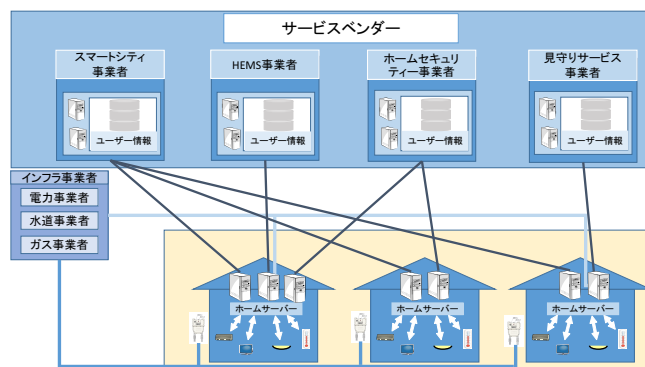 サービスベンダー
スマートシティ
事業者
HEMS事業者
ホームセキュリ
ティー事業者
見守りサービス
事業者
ユーザー情報
ユーザー情報
ユーザー情報
ユーザー情報
インフラ事業者
電力事業者
水道事業者
ガス事業者
ホームサーバー
ホームサーバー
ホームサーバー